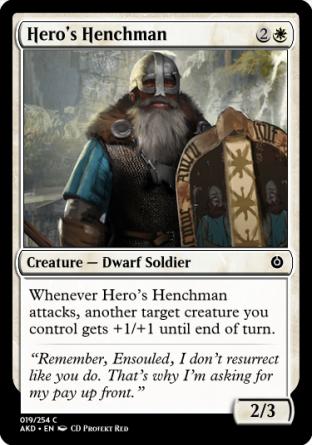 Hero's Henchman 2
Creature — Dwarf Soldier
Whenever Hero's Henchman
attacks, another target creature you
control gets +1/+1 until end of turn.
“Remember, Ensouled, I don't resurrect
like you do. That's why I'm asking for
my pay up front.”
2/3
019/254 C
AKD • EN CD Projekt Red